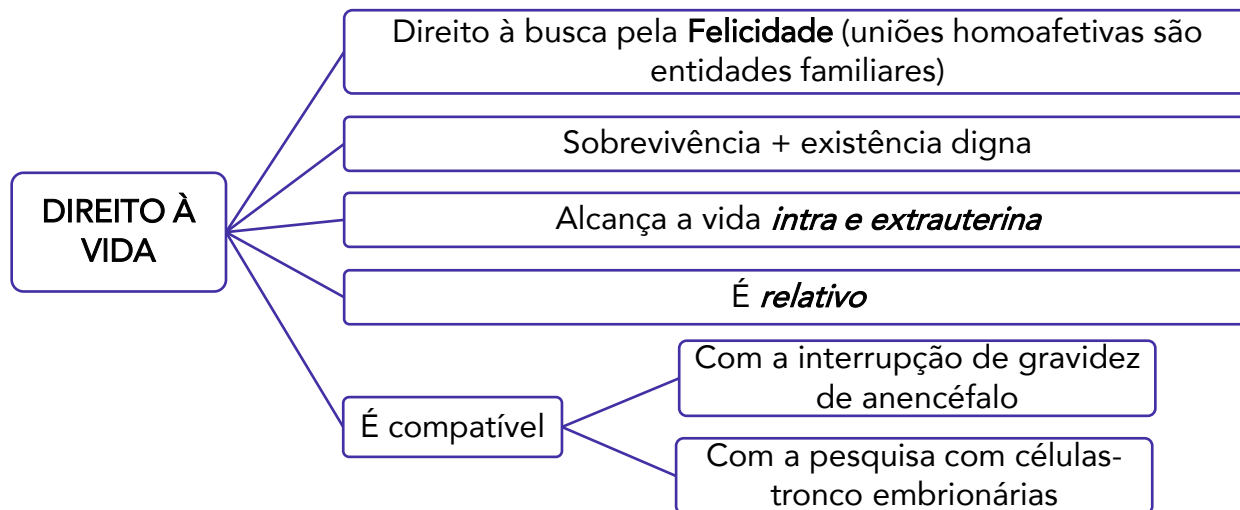 DIREITO À
VIDA
Direito à busca pela Felicidade (uniões homoafetivas são
entidades familiares)
Sobrevivência + existência digna
Alcança a vida intra e extrauterina
É relativo
É compatível
Com a interrupção de gravidez
de anencéfalo
Com a pesquisa com células-
tronco embrionárias